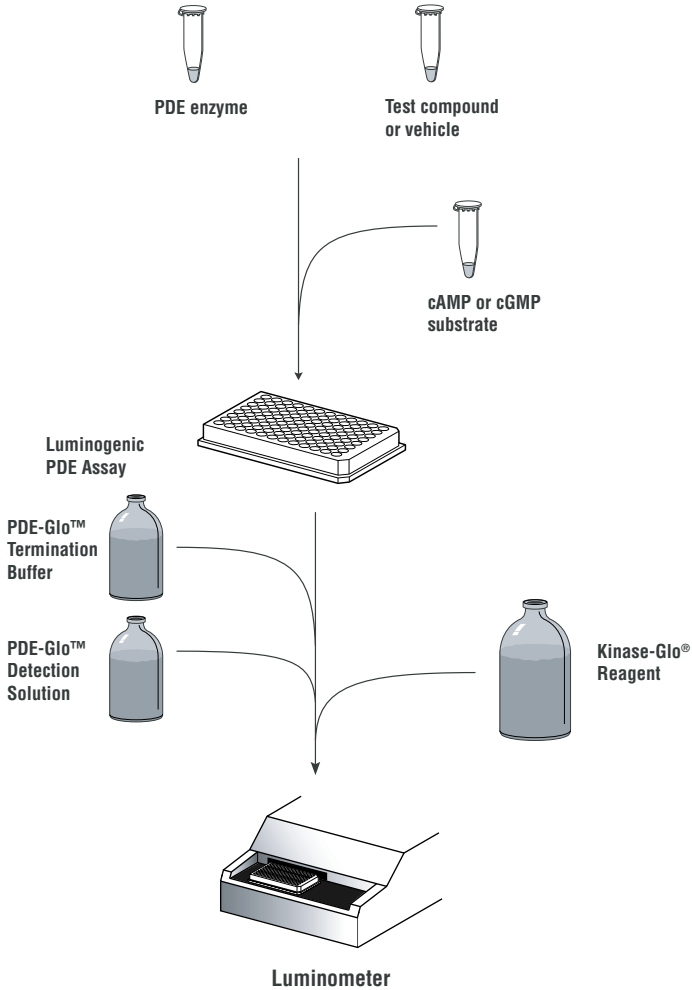 PDE enzyme
Test compound
or vehicle
cAMP or cGMP
substrate
Luminogenic
PDE Assay
PDE-Glo™
Termination
Buffer
PDE-Glo™
Detection
Solution
Kinase-Glo®
Reagent
Luminometer